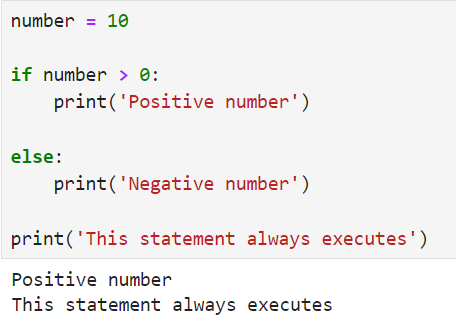 number = 10
if number > 0:
    print('Positive number')
else:
    print('Negative number')
print('This statement always executes')
Positive number
This statement always executes